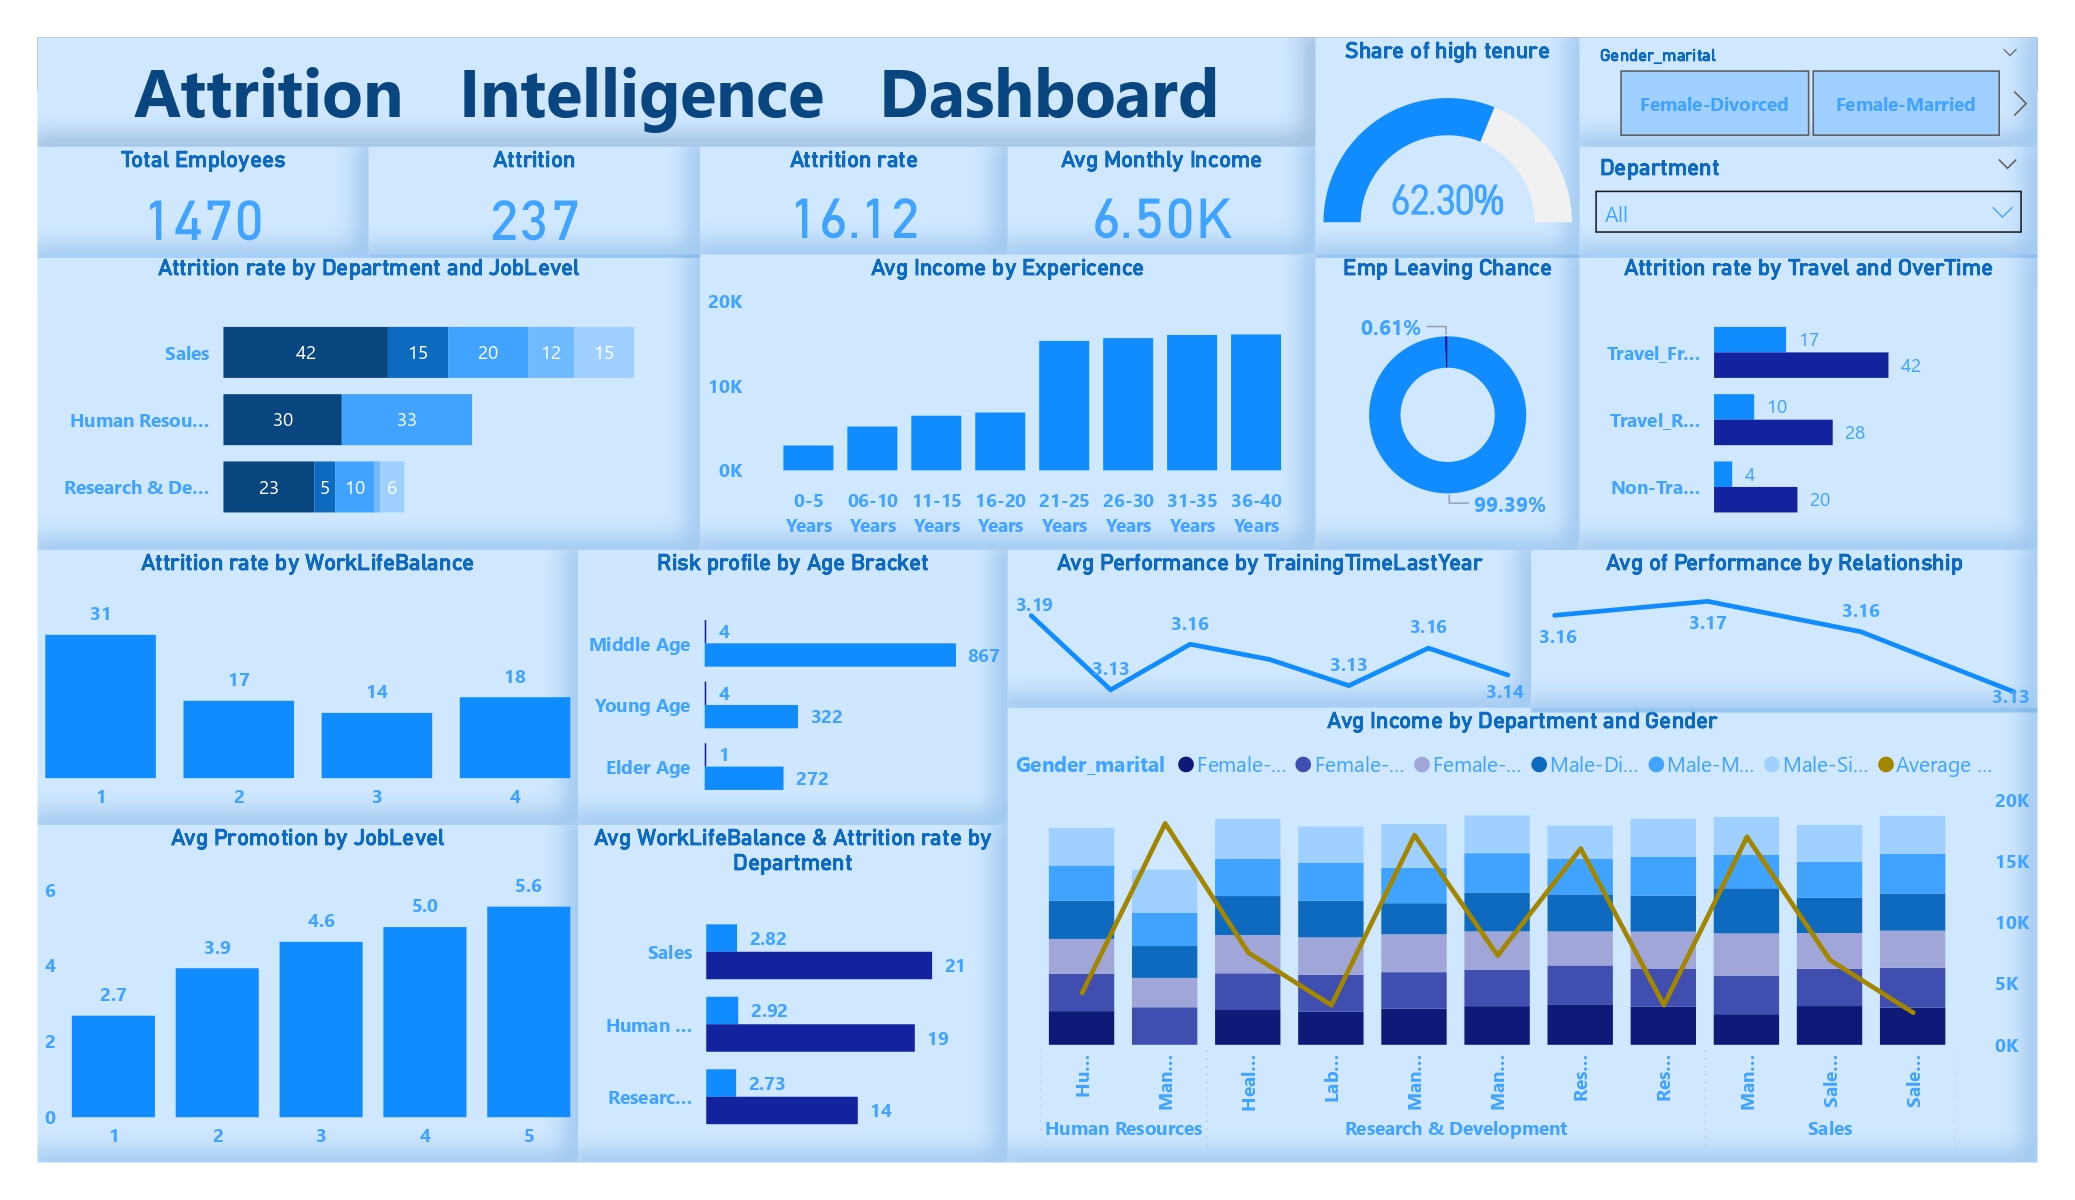 Attrition Intelligence Dashboard
Share of high tenure
62.30%
Gender_marital
Female-Divorced
Female-Married
Department
All
Total Employees
1470
Attrition
237
Attrition rate
16.12
Avg Monthly Income
6.50K
Attrition rate by Department and JobLevel
Sales
42 15 20 12 15
Human Resou...
30 33
Research & De...
23 5 10 6
Avg Income by Expericence
20K
10K
0K
0-5 Years
06-10 Years
11-15 Years
16-20 Years
21-25 Years
26-30 Years
31-35 Years
36-40 Years
Emp Leaving Chance
0.61%
99.39%
Attrition rate by Travel and OverTime
Travel_Fr...
17
42
Travel_R...
10
28
Non-Tra...
4
20
Attrition rate by WorkLifeBalance
31 17 14 18
1 2 3 4
Risk profile by Age Bracket
Middle Age
4
867
Young Age
4
322
Elder Age
1
272
Avg Performance by TrainingTimeLastYear
3.19 3.13 3.16 3.13 3.16 3.14
Avg of Performance by Relationship
3.16 3.17 3.16 3.13
Avg Promotion by JobLevel
6
4
2
0
2.7 3.9 4.6 5.0 5.6
1 2 3 4 5
Avg WorkLifeBalance & Attrition rate by
Department
Sales
2.82
21
Human ...
2.92
19
Researc...
2.73
14
Avg Income by Department and Gender
Gender_marital Female-... Female-... Female-... Male-Di... Male-M... Male-Si... Average ...
20K
15K
10K
5K
0K
Hu... Man... Heal... Lab... Man... Man... Res... Res... Man... Sale... Sale...
Human Resources Research & Development Sales